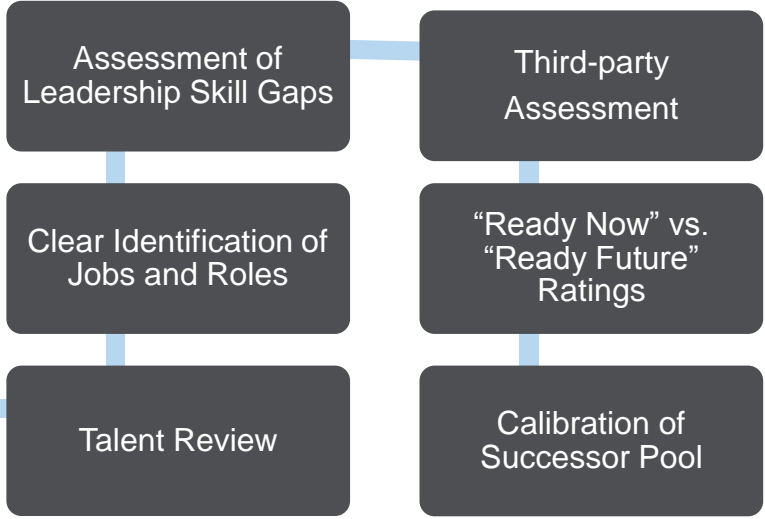 Assessment of
Leadership Skill Gaps
Clear Identification of
Jobs and Roles
Talent Review
Third-party
Assessment
“Ready Now” vs.
“Ready Future”
Ratings
Calibration of
Successor Pool